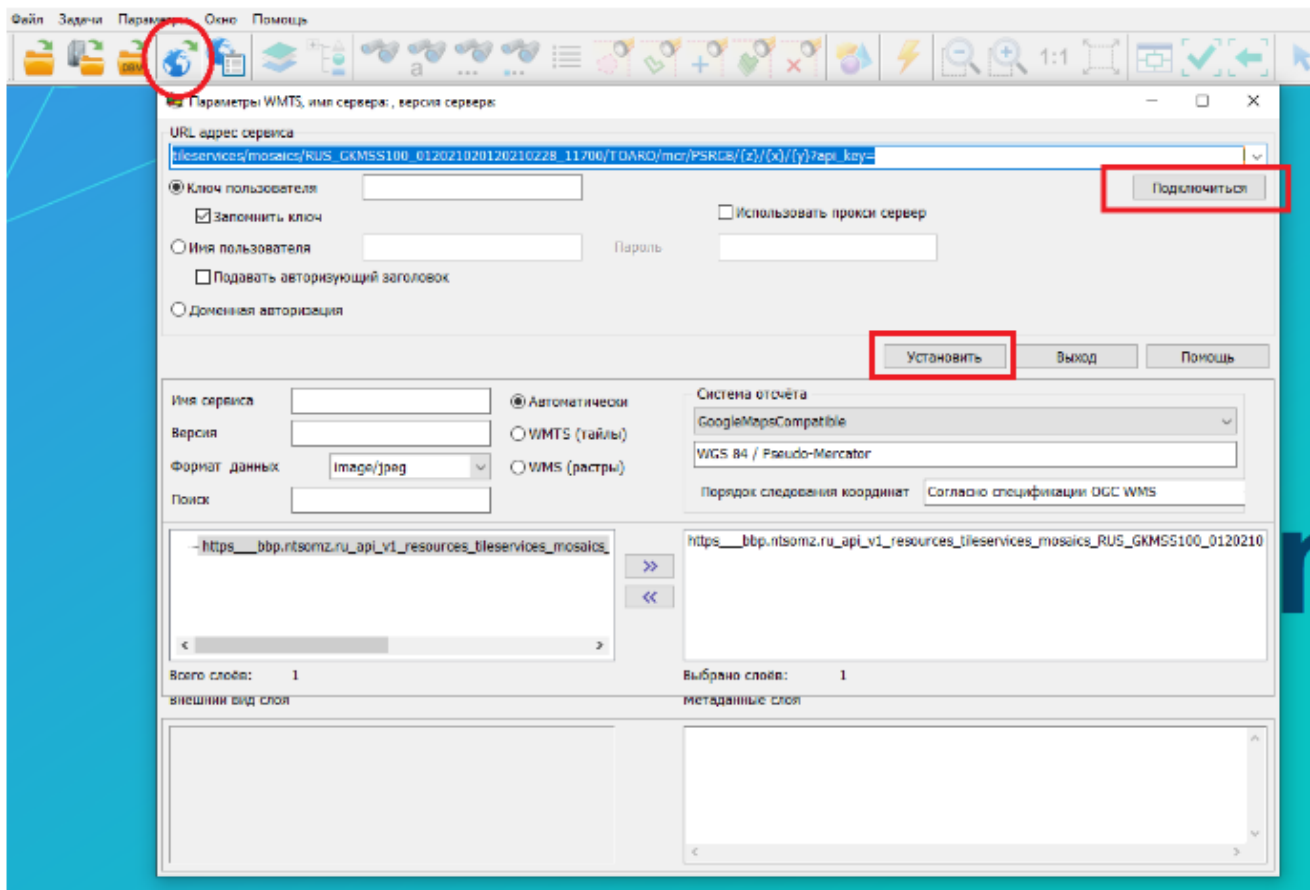 Файл Задачи Параметры Окно Помощь
a
DBM
1:1
Параметры WMTS, имя сервера: , версия сервера:
URL адрес сервиса
tileservices/mosaics/RUS_GKMSS100_012021020120210228_11700/TOARO/mcr/PSRGB/{z}/{x}/{y}?api_key=
Ключ пользователя
Подключиться
Запомнить ключ
Использовать прокси сервер
Имя пользователя
Пароль
Подавать авторизующий заголовок
Доменная авторизация
Установить
Выход
Помощь
Имя сервиса
Автоматически
Система отсчёта
GoogleMapsCompatible
Версия
WMTS (тайлы)
WGS 84 / Pseudo-Mercator
Формат данных
image/jpeg
WMS (растры)
Порядок следования координат
Согласно спецификации OGC WMS
Поиск
https___bbp.ntsomz.ru_api_v1_resources_tileservices_mosaics_
https___bbp.ntsomz.ru_api_v1_resources_tileservices_mosaics_RUS_GKMSS100_0120210
>>
<<
Всего слоёв: 1
Выбрано слоёв: 1
Внешний вид слоя
Метаданные слоя